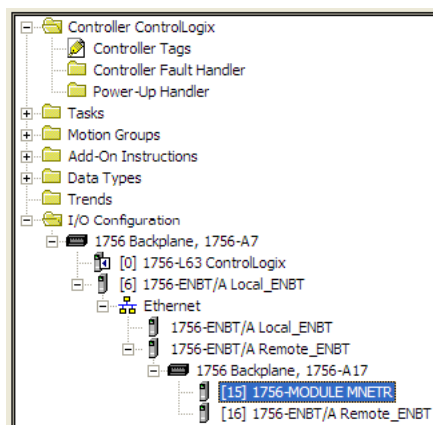 Controller ControlLogix
Controller Tags
Controller Fault Handler
Power-Up Handler
Tasks
Motion Groups
Add-On Instructions
Data Types
Trends
I/O Configuration
1756 Backplane, 1756-A7
[0] 1756-L63 ControlLogix
[6] 1756-ENBT/A Local_ENBT
Ethernet
1756-ENBT/A Local_ENBT
1756-ENBT/A Remote_ENBT
1756 Backplane, 1756-A17
[15] 1756-MODULE MNETR
[16] 1756-ENBT/A Remote_ENBT